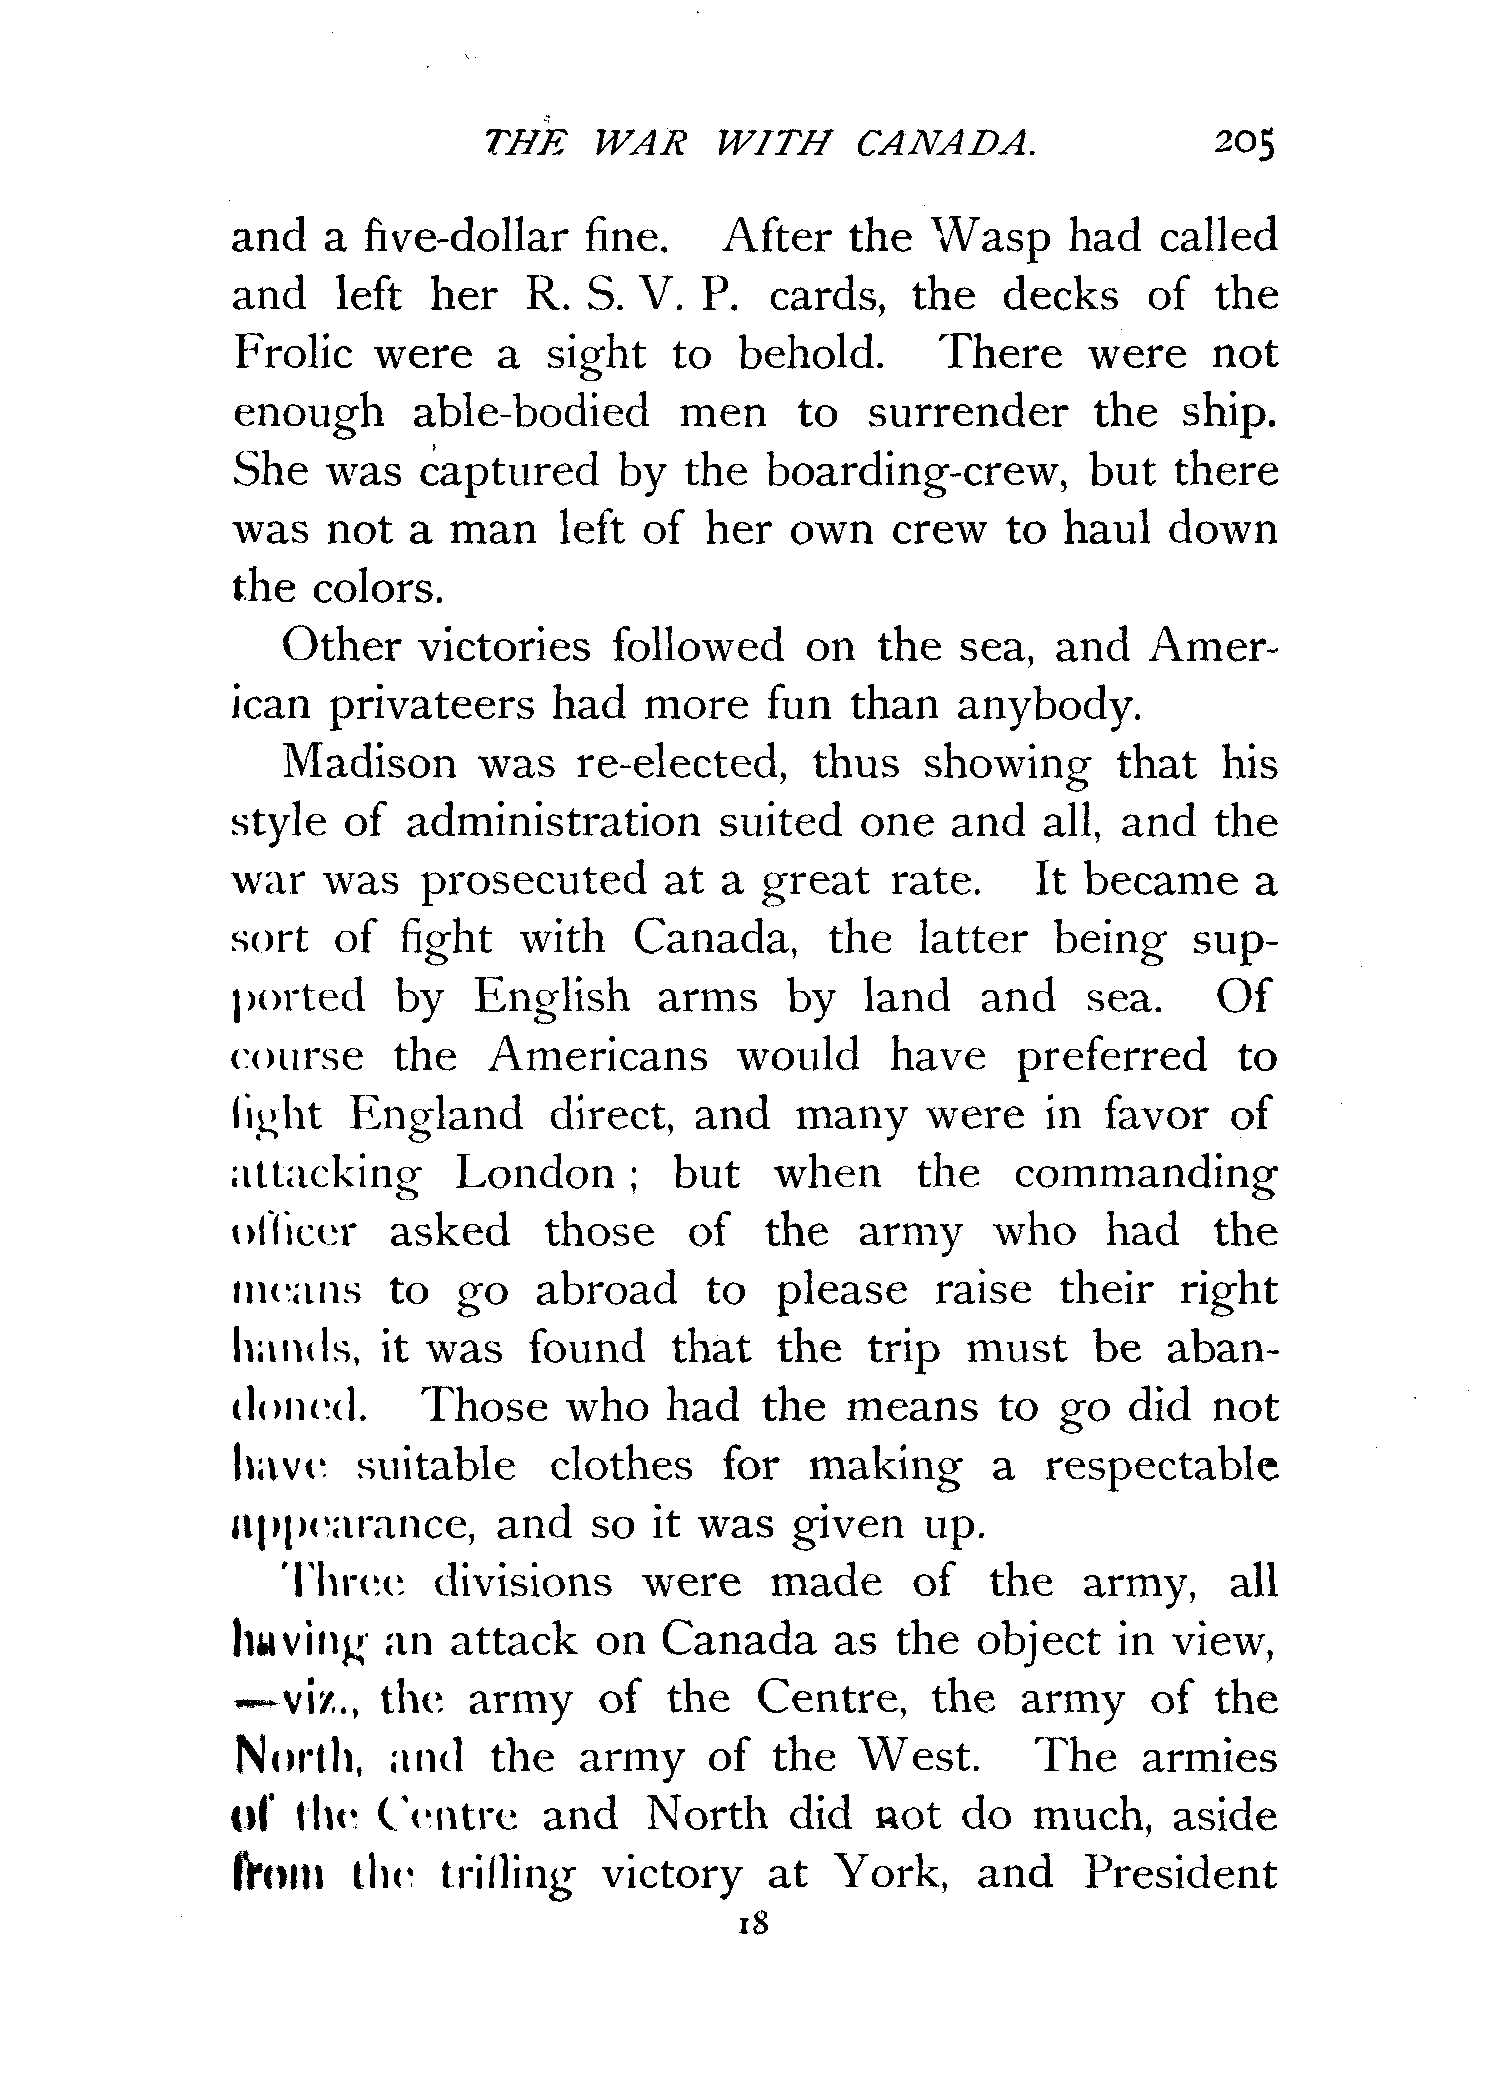 THE WAR WITH CANADA. 205
and a five-dollar fine. After the Wasp had called
and left her R. S. V. P. cards, the decks of the
Frolic were a sight to behold. There were not
enough able-bodied men to surrender the ship.
She was captured by the boarding-crew, but there
was not a man left of her own crew to haul down
the colors.
Other victories followed on the sea, and Amer-
ican privateers had more fun than anybody.
Madison was re-elected, thus showing that his
style of administration suited one and all, and the
war was prosecuted at a great rate. It became a
sort of fight with Canada, the latter being sup-
ported by English arms by land and sea. Of
course the Americans would have preferred to
fight England direct, and many were in favor of
attacking London ; but when the commanding
officer asked those of the army who had the
means to go abroad to please raise their right
hands, it was found that the trip must be aban-
doned. Those who had the means to go did not
have suitable clothes for making a respectable
appearance, and so it was given up.
Three divisions were made of the army, all
having an attack on Canada as the object in view,
—viz., the army of the Centre, the army of the
North, and the army of the West. The armies
of the Centre and North did not do much, aside
from the trifling victory at York, and President
18